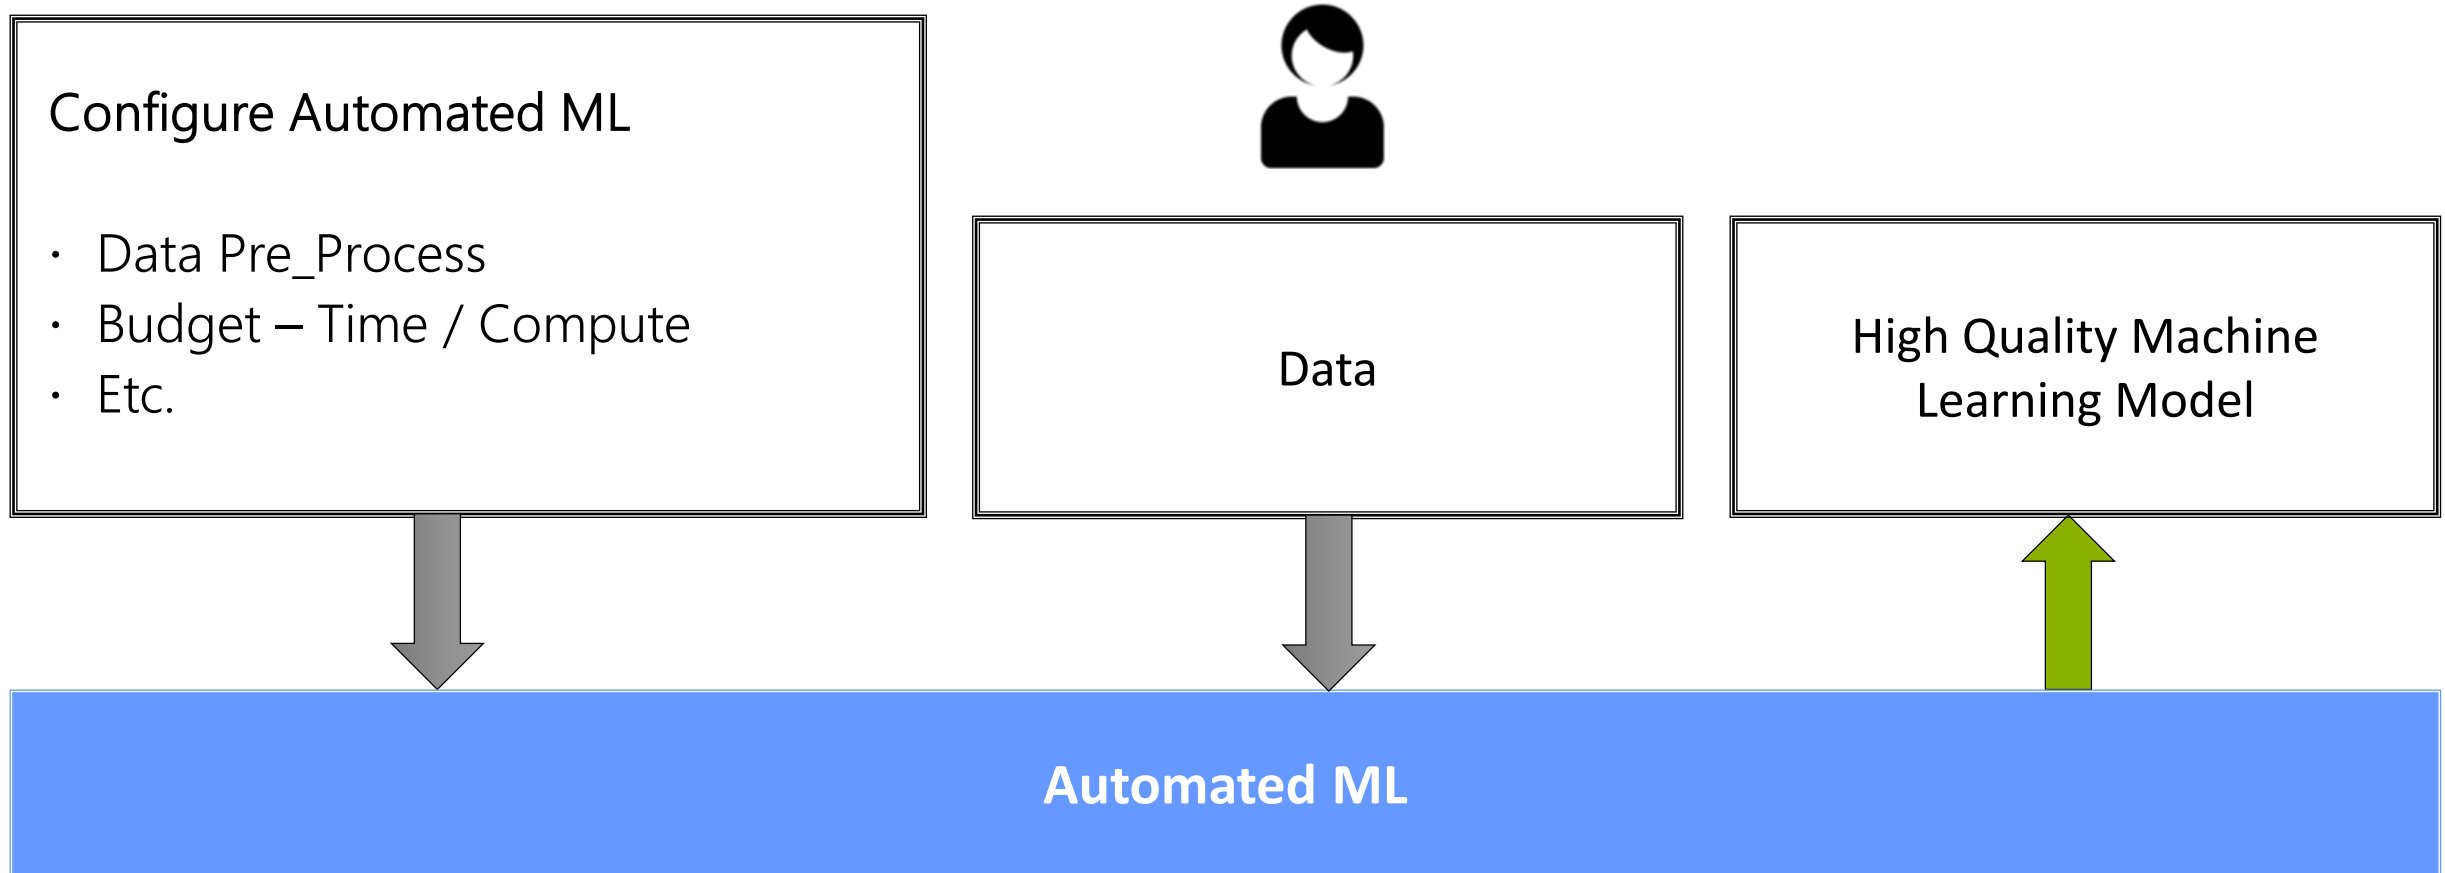 Configure Automated ML
· Data Pre_Process
· Budget – Time / Compute
· Etc.
Data
High Quality Machine
Learning Model
Automated ML